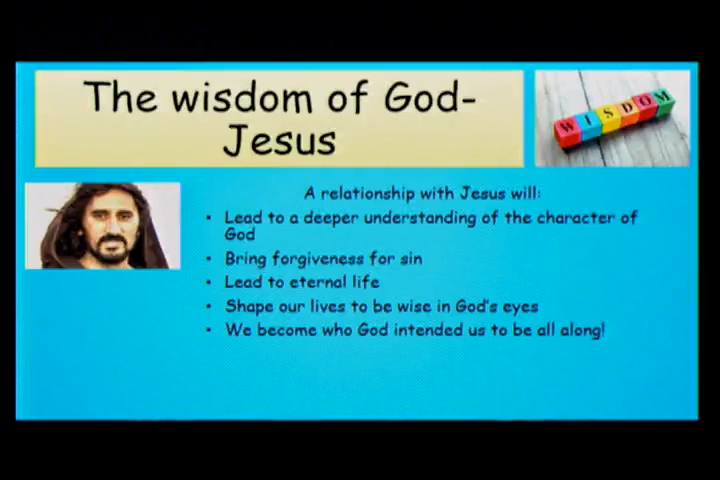 The wisdom of God-
Jesus
WISDOM
A relationship with Jesus will:
• Lead to a deeper understanding of the character of
God
• Bring forgiveness for sin
• Lead to eternal life
• Shape our lives to be wise in God's eyes
• We become who God intended us to be all along!